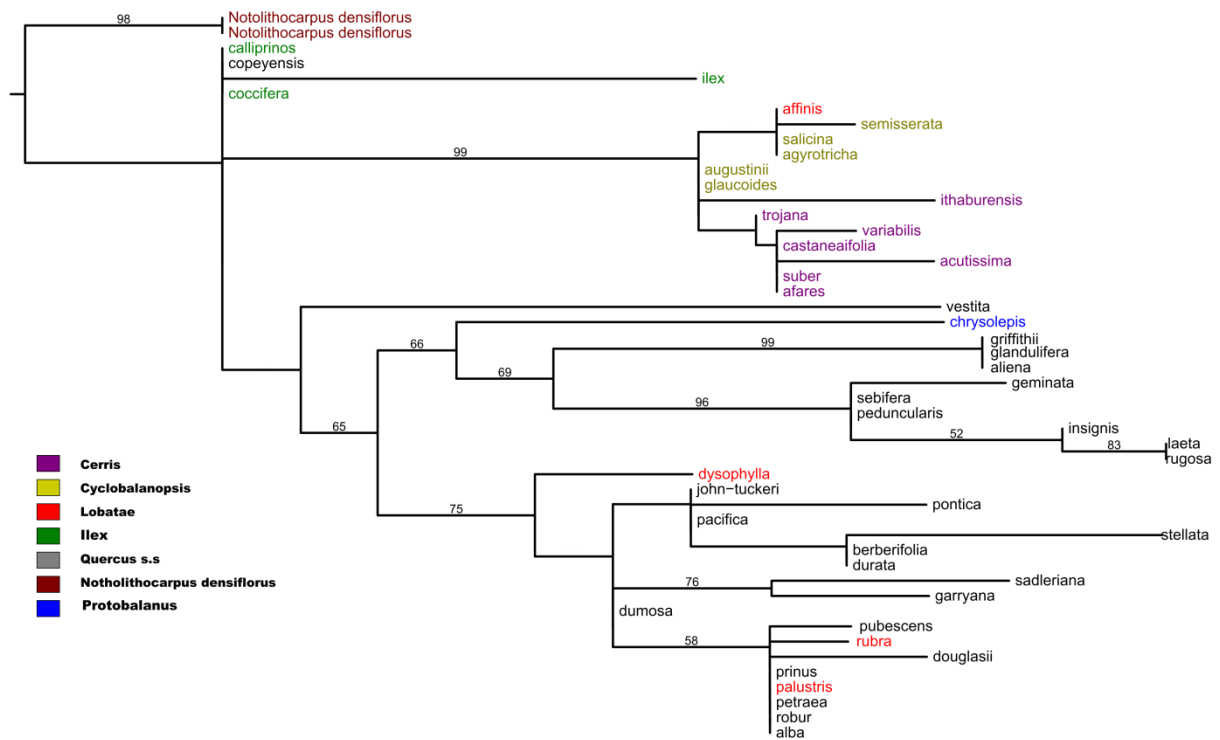 98
Notolithocarpus densiflorus
Notolithocarpus densiflorus
calliprinos
copeyensis
ilex
coccifera
affinis
semisserata
salicina
agyrotricha
99
augustinii
glaucoides
ithaburensis
trojana
variabilis
castaneaifolia
acutissima
suber
afares
vestita
chrysolepis
66
griffithii
99
glandulifera
aliena
69
geminata
sebifera
96
peduncularis
65
insignis
52
laeta
83
rugosa
dysophylla
john-tuckeri
75
pontica
pacifica
stellata
berberifolia
durata
76
sadleriana
garryana
dumosa
pubescens
58
rubra
douglasii
prinus
palustris
petraea
robur
alba
Cerris
Cyclobalanopsis
Lobatae
Ilex
Quercus s.s
Notholithocarpus densiflorus
Protobalanus